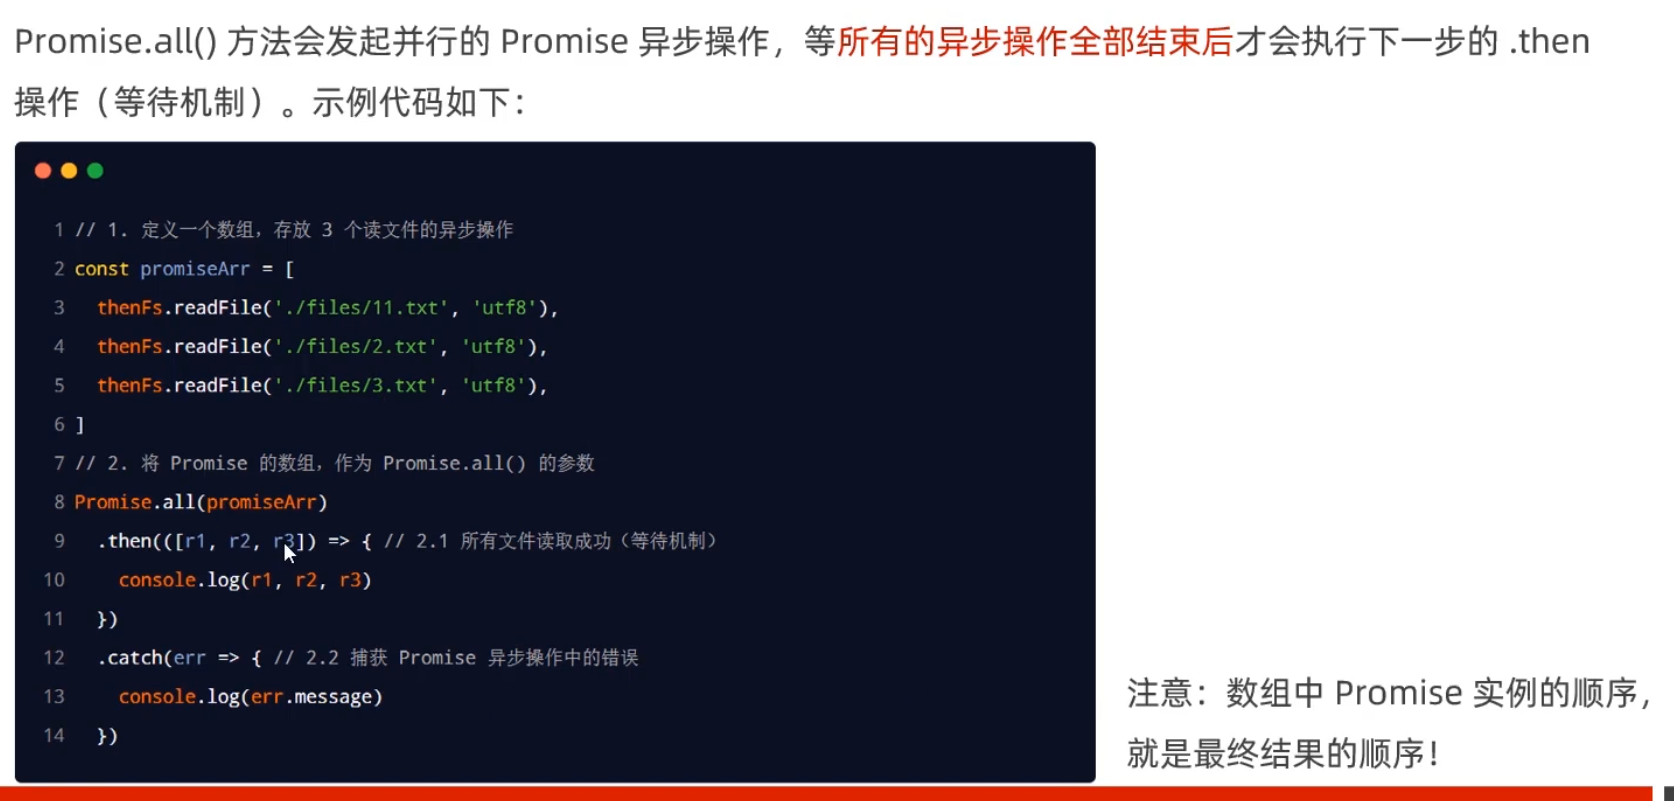 Promise.all() 方法会发起并行的 Promise 异步操作，等所有的异步操作全部结束后才会执行下一步的 .then
操作（等待机制）。示例代码如下：
1 // 1. 定义一个数组，存放 3 个读文件的异步操作
2 const promiseArr = [
3   thenFs.readFile('./files/11.txt', 'utf8'),
4   thenFs.readFile('./files/2.txt', 'utf8'),
5   thenFs.readFile('./files/3.txt', 'utf8'),
6 ]
7 // 2. 将 Promise 的数组，作为 Promise.all() 的参数
8 Promise.all(promiseArr)
9   .then(([r1, r2, r3]) => { // 2.1 所有文件读取成功（等待机制）
10     console.log(r1, r2, r3)
11   })
12   .catch(err => { // 2.2 捕获 Promise 异步操作中的错误
13     console.log(err.message)
14   })
注意：数组中 Promise 实例的顺序，
就是最终结果的顺序！